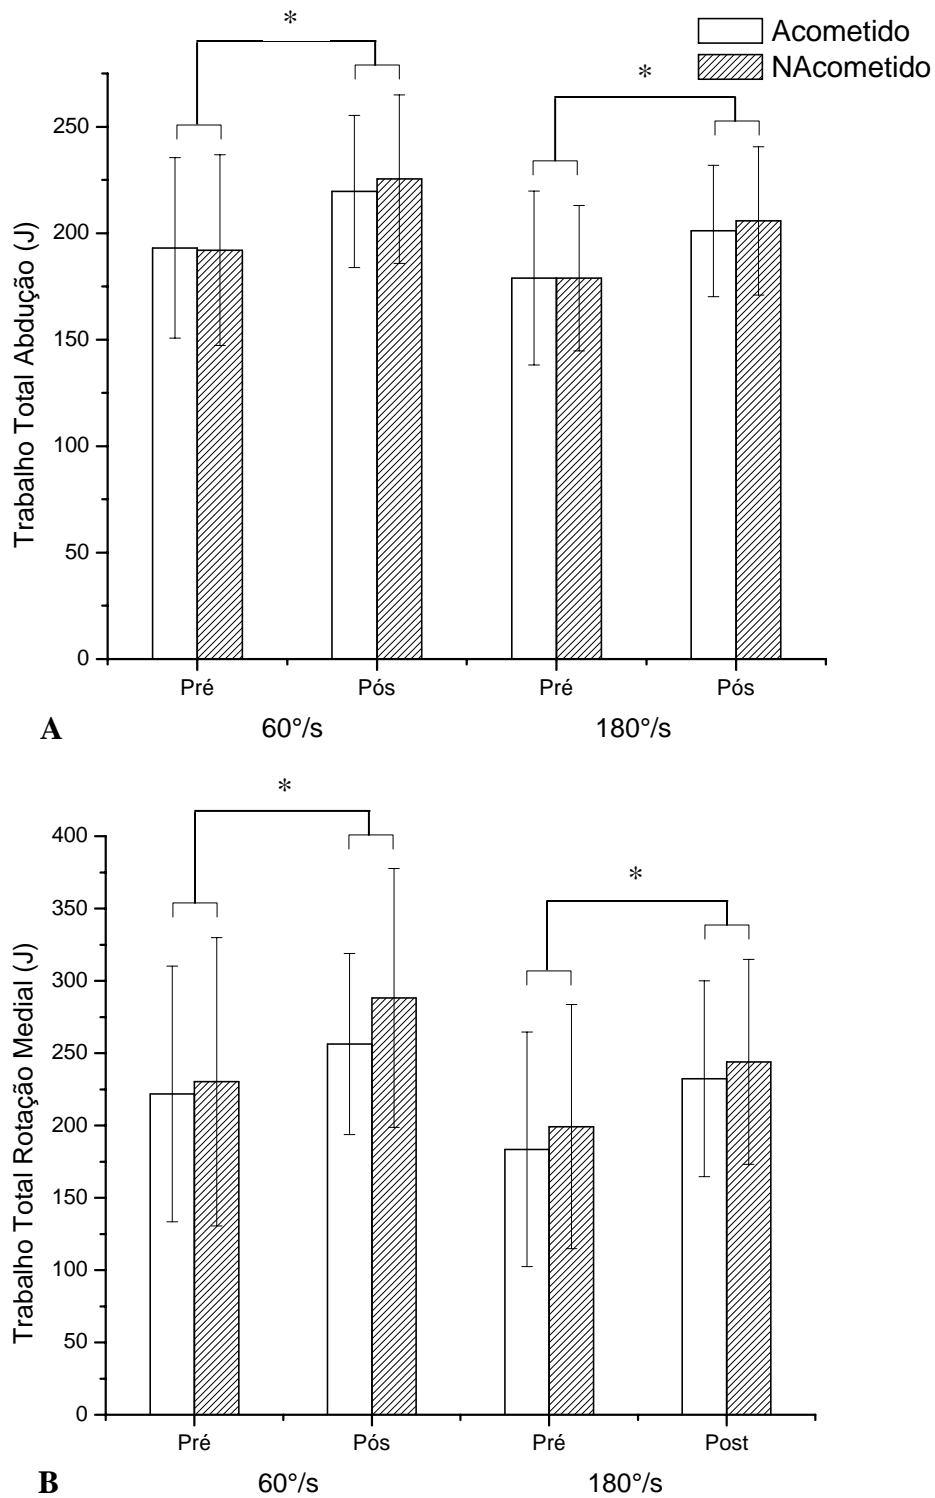 *
Acometido
NAcometido
*
250
200
150
100
50
0
Trabalho Total Abdução (J)
Pré Pós Pré Pós
A 60°/s 180°/s
*
*
400
350
300
250
200
150
100
50
0
Trabalho Total Rotação Medial (J)
Pré Pós Pré Post
B 60°/s 180°/s